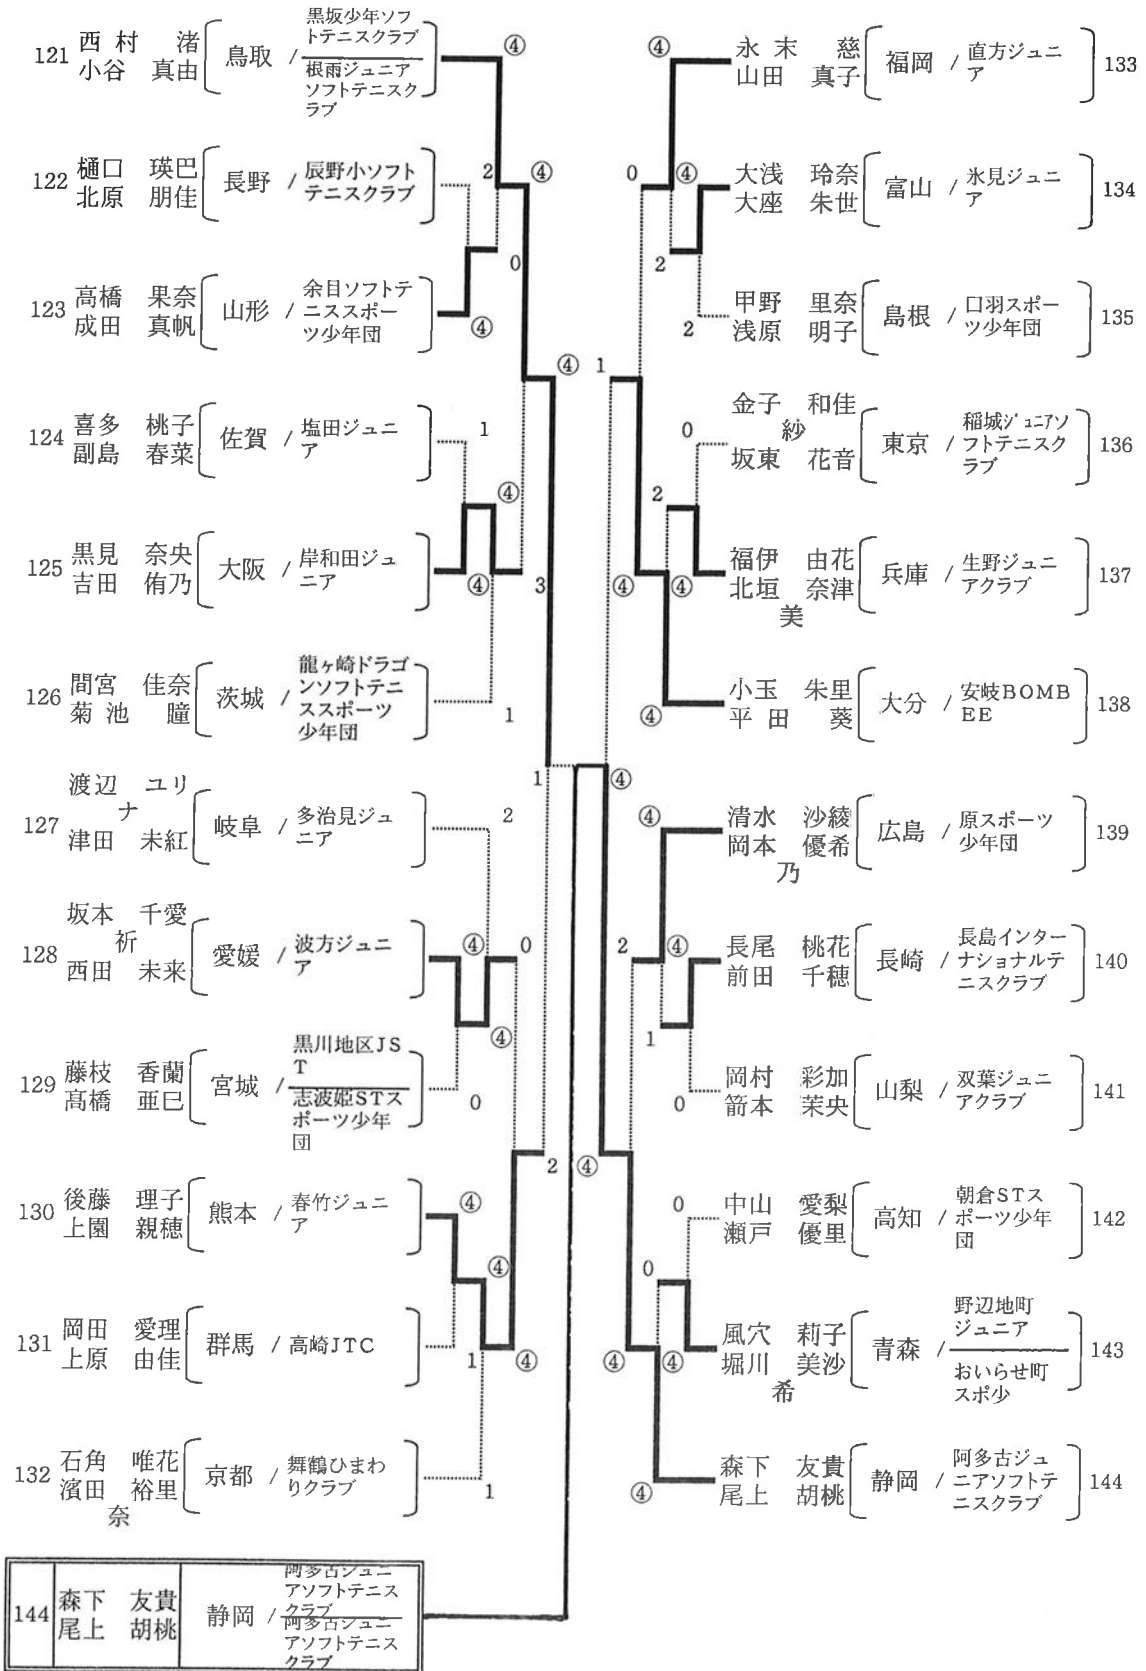 121
西村 渚
小谷 真由
鳥取 /
黒坂少年ソフ
トテニスクラブ
根雨ジュニア
ソフトテニスク
ラブ
④
122
樋口 瑛巴
北原 朋佳
長野 /
辰野小ソフト
テニスクラブ
2
④
0
123
高橋 果奈
成田 真帆
山形 /
余目ソフトテ
ニススポー
ツ少年団
④
④
124
喜多 桃子
副島 春菜
佐賀 /
塩田ジュニ
ア
1
④
125
黒見 奈央
吉田 侑乃
大阪 /
岸和田ジュ
ニア
④
3
126
間宮 佳奈
菊池 瞳
茨城 /
龍ヶ崎ドラゴ
ンソフトテニ
ススポーツ
少年団
1
1
127
渡辺 ユリ
ナ
津田 未紅
岐阜 /
多治見ジュ
ニア
2
128
坂本 千愛
祈
西田 未来
愛媛 /
波方ジュニ
ア
④
0
④
129
藤枝 香蘭
髙橋 亜巳
宮城 /
黒川地区JS
T
志波姫STス
ポーツ少年
団
0
2
130
後藤 理子
上園 親穂
熊本 /
春竹ジュニ
ア
④
④
131
岡田 愛理
上原 由佳
群馬 /
高崎JTC
1
④
132
石角 唯花
濱田 裕里
奈
京都 /
舞鶴ひまわ
りクラブ
1
④
永末 慈
山田 真子
福岡 /
直方ジュニ
ア
133
0
④
大浅 玲奈
大座 朱世
富山 /
氷見ジュニ
ア
134
2
2
甲野 里奈
浅原 明子
島根 /
口羽スポー
ツ少年団
135
1
0
金子 和佳
紗
坂東 花音
東京 /
稲城ジュニアソ
フトテニスク
ラブ
136
2
④
④
福伊 由花
北垣 奈津
美
兵庫 /
生野ジュニ
アクラブ
137
④
小玉 朱里
平田 葵
大分 /
安岐BOMB
EE
138
④
④
清水 沙綾
岡本 優希
乃
広島 /
原スポーツ
少年団
139
2
④
長尾 桃花
前田 千穂
長崎 /
長島インター
ナショナルテ
ニスクラブ
140
1
0
岡村 彩加
箭本 茉央
山梨 /
双葉ジュニ
アクラブ
141
④
0
中山 愛梨
瀬戸 優里
高知 /
朝倉STス
ポーツ少年
団
142
0
④
④
風穴 莉子
堀川 美沙
希
青森 /
野辺地町
ジュニア
おいらせ町
スポ少
143
④
森下 友貴
尾上 胡桃
静岡 /
阿多古ジュ
ニアソフトテ
ニスクラブ
144
144
森下 友貴
尾上 胡桃
静岡 /
阿多古ジュニ
アソフトテニス
クラブ
阿多古ジュニ
アソフトテニス
クラブ